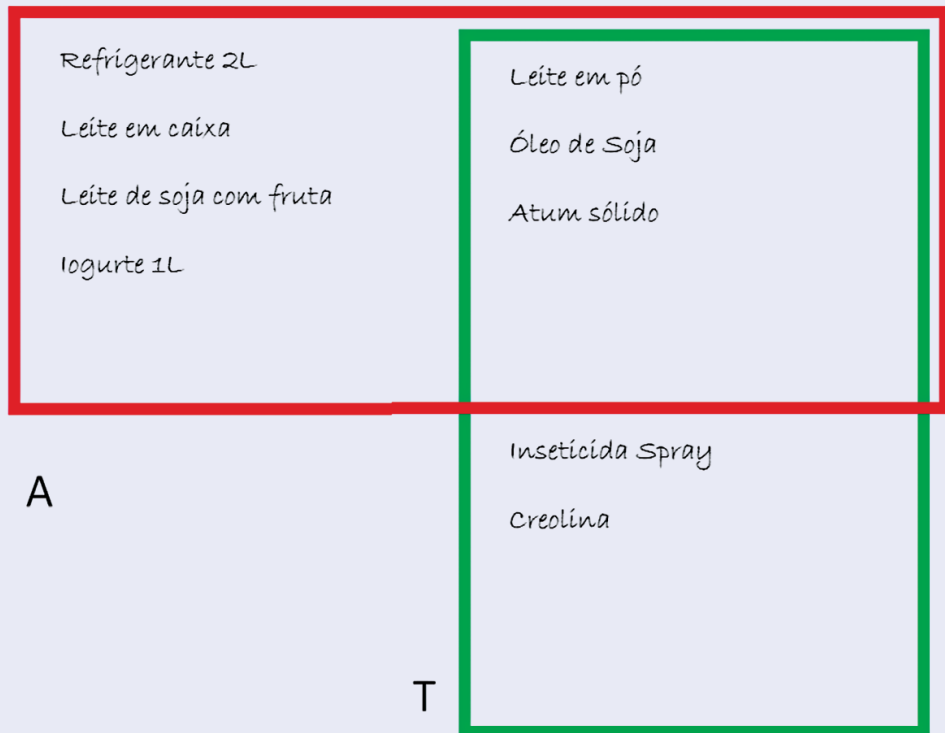 Refrigerante 2L
Leite em caixa
Leite de soja com fruta
Iogurte 1L
Leite em pó
Óleo de Soja
Atum sólido
Inseticida Spray
Creolina
A
T